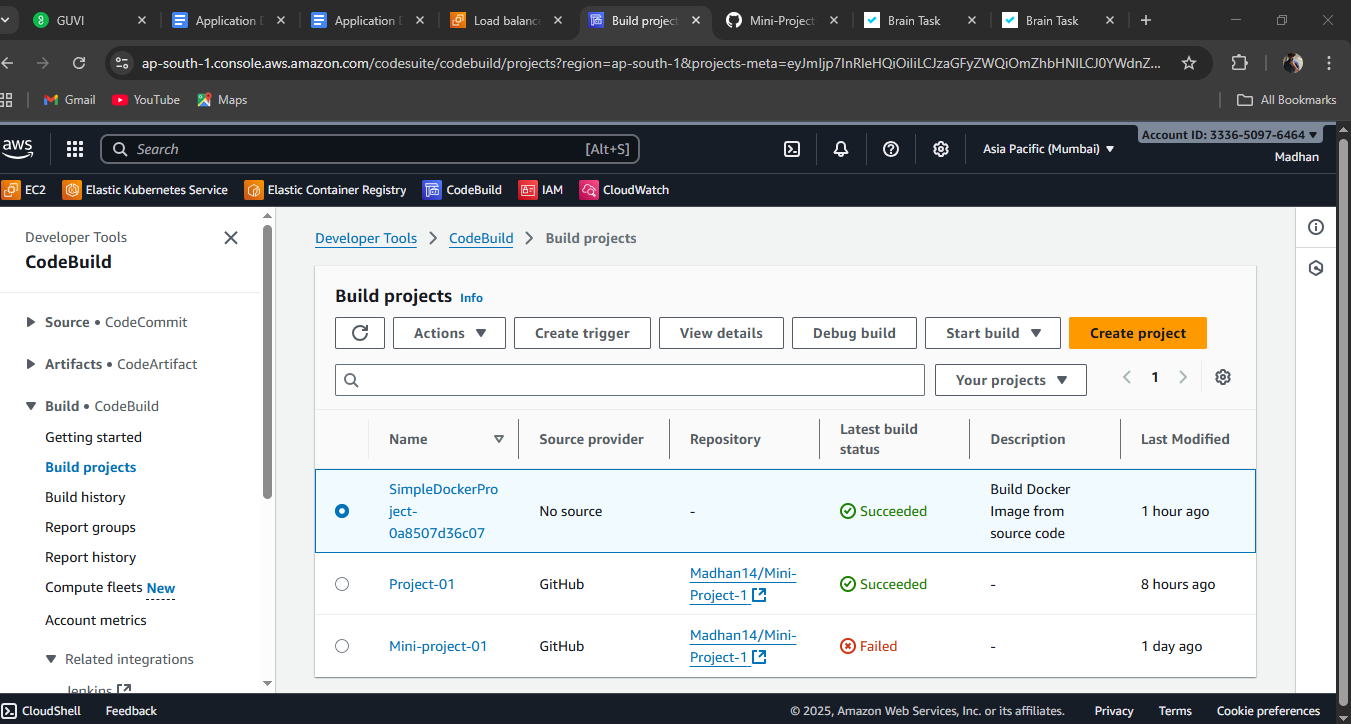 GUVI
Application D
Application D
Load balance
Build project
Mini-Project
Brain Task
Brain Task
ap-south-1.console.aws.amazon.com/codesuite/codebuild/projects?region=ap-south-1&projects-meta=eyJmIjp7InRleHQiOiIiLCJzaGFyZWQiOmZhbHNlLCJ0YWdnZ...
Gmail
YouTube
Maps
All Bookmarks
aws
Search
[Alt+S]
Asia Pacific (Mumbai)
Account ID: 3336-5097-6464
Madhan
EC2
Elastic Kubernetes Service
Elastic Container Registry
CodeBuild
IAM
CloudWatch
Developer Tools
CodeBuild
Source • CodeCommit
Artifacts • CodeArtifact
Build • CodeBuild
Getting started
Build projects
Build history
Report groups
Report history
Compute fleets New
Account metrics
Related integrations
Jenkins
Developer Tools
CodeBuild
Build projects
Build projects Info
Actions
Create trigger
View details
Debug build
Start build
Create project
Your projects
1
Name
Source provider
Repository
Latest build
status
Description
Last Modified
SimpleDockerPro
ject-
0a8507d36c07
No source
-
Succeeded
Build Docker
Image from
source code
1 hour ago
Project-01
GitHub
Madhan14/Mini-
Project-1
Succeeded
-
8 hours ago
Mini-project-01
GitHub
Madhan14/Mini-
Project-1
Failed
-
1 day ago
CloudShell
Feedback
© 2025, Amazon Web Services, Inc. or its affiliates.
Privacy
Terms
Cookie preferences